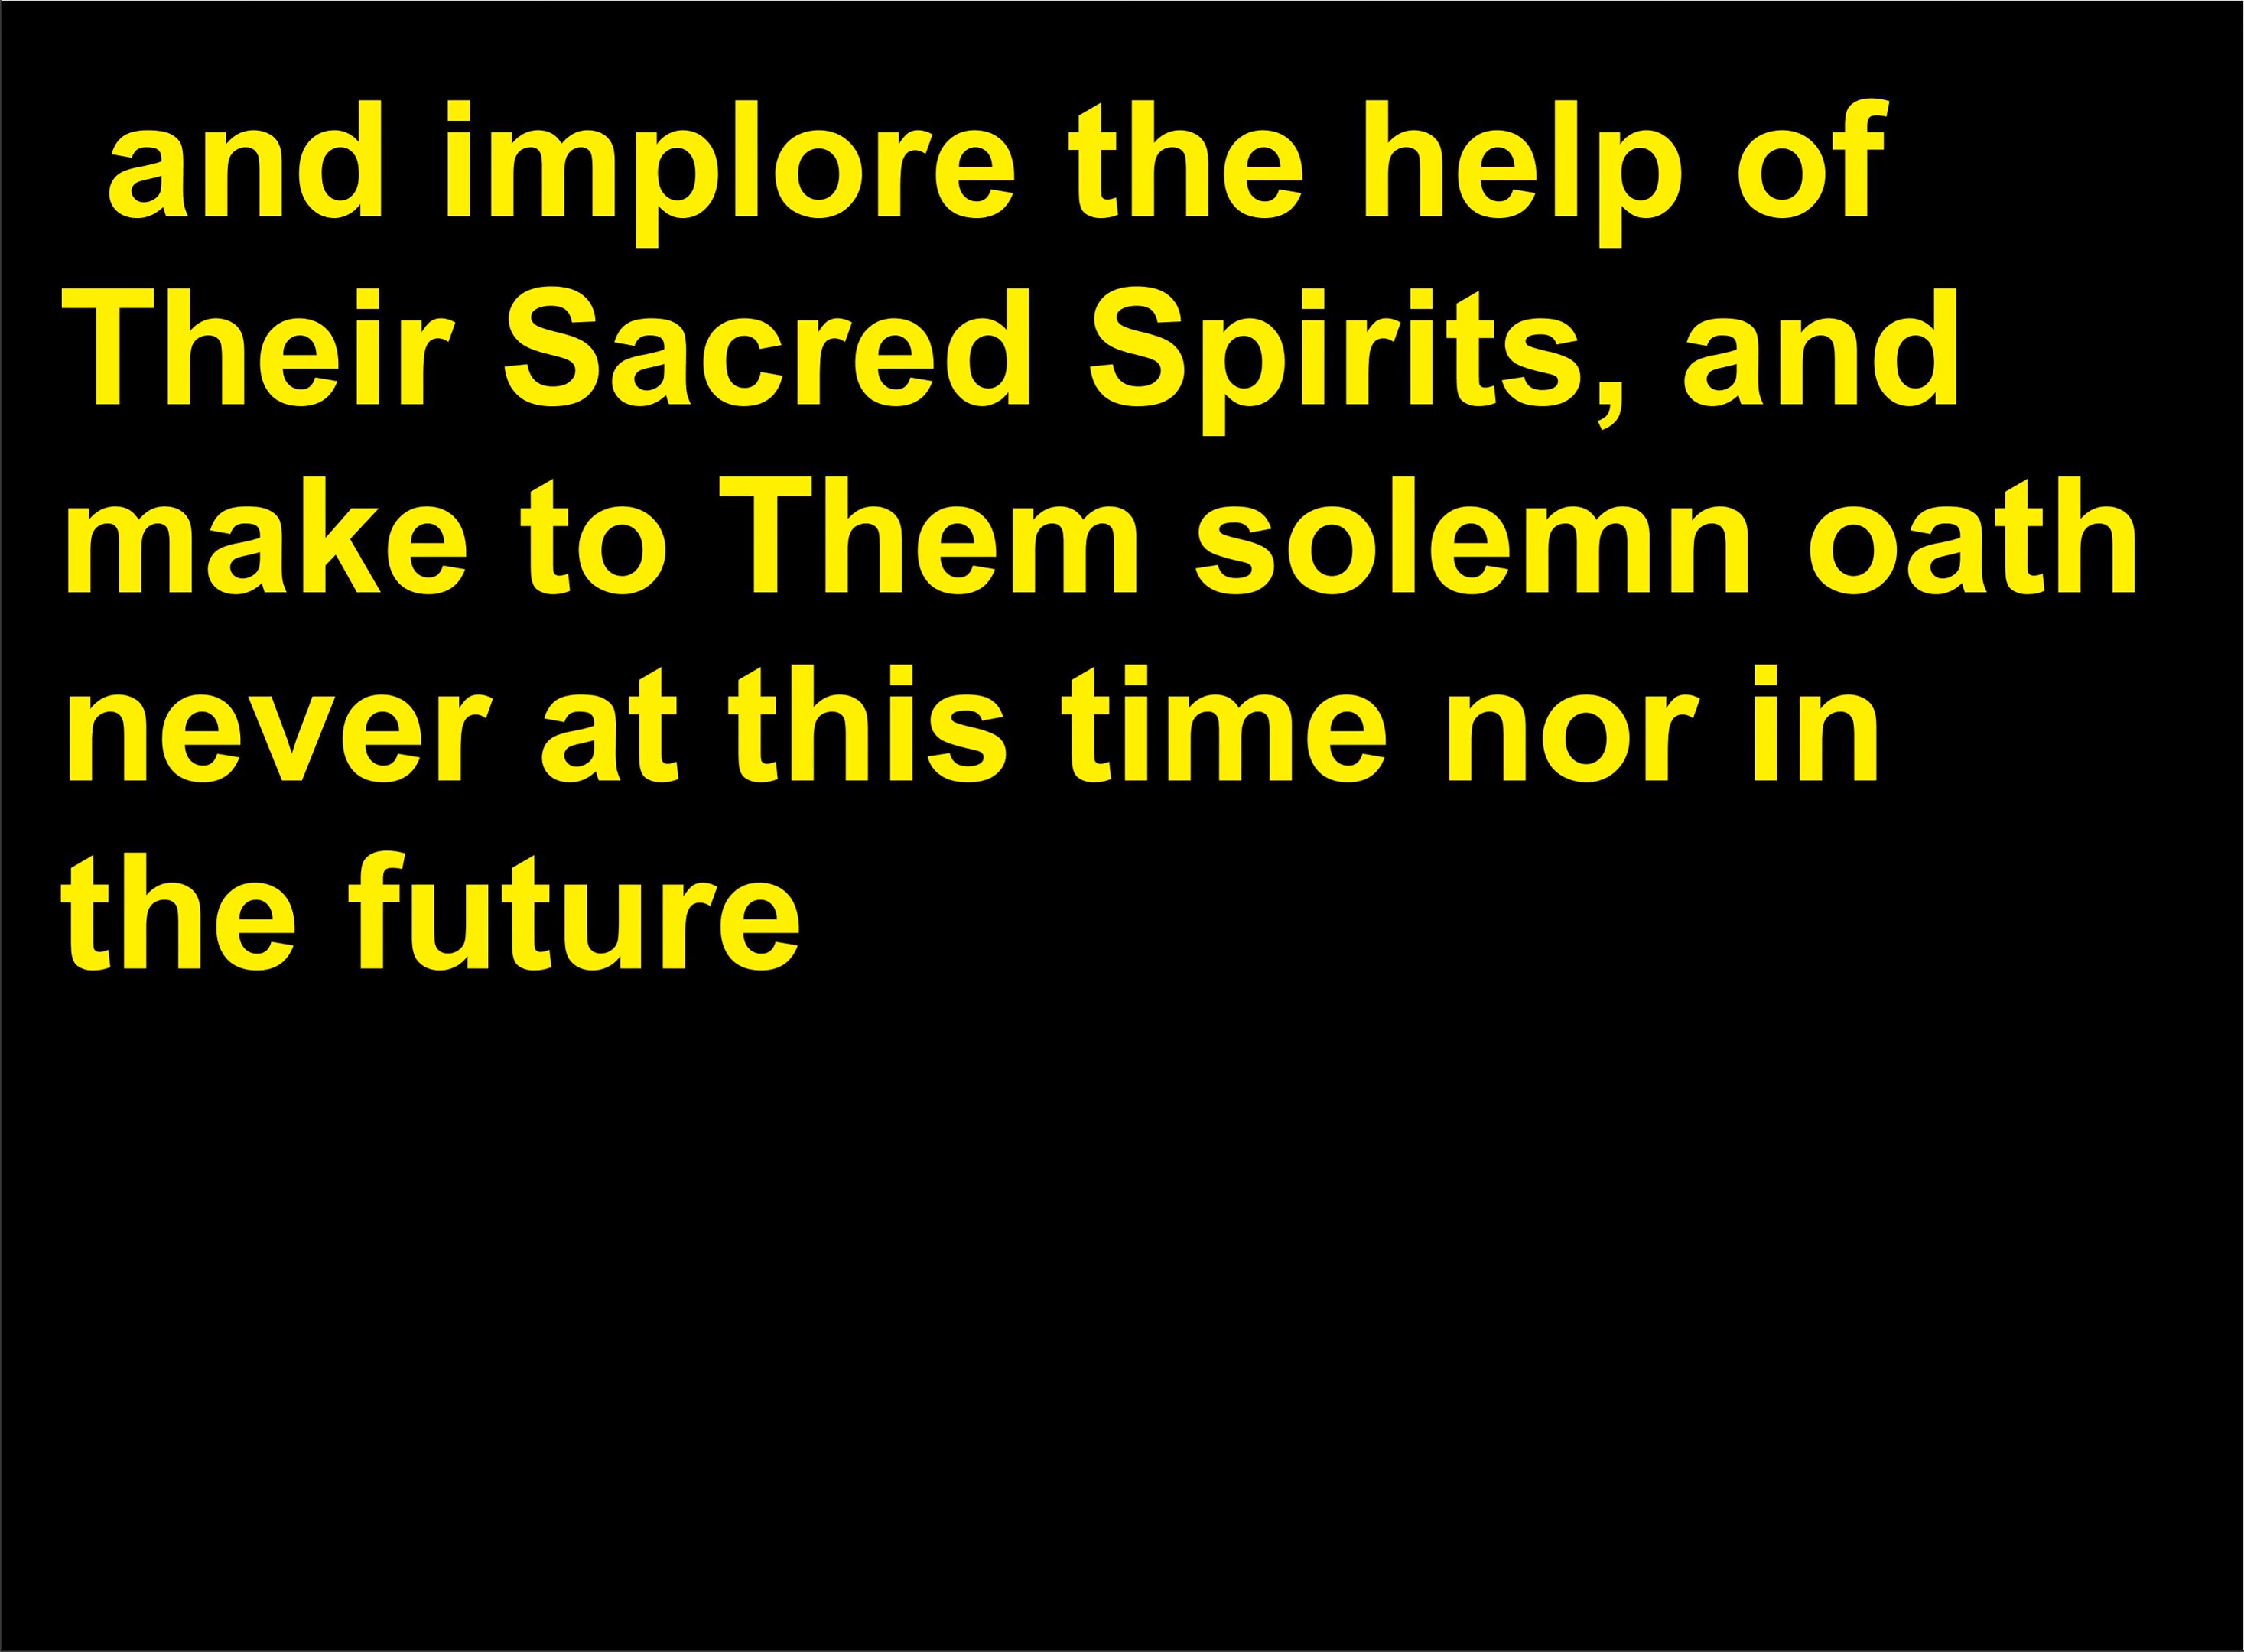 and implore the help of
Their Sacred Spirits, and
make to Them solemn oath
never at this time nor in
the future